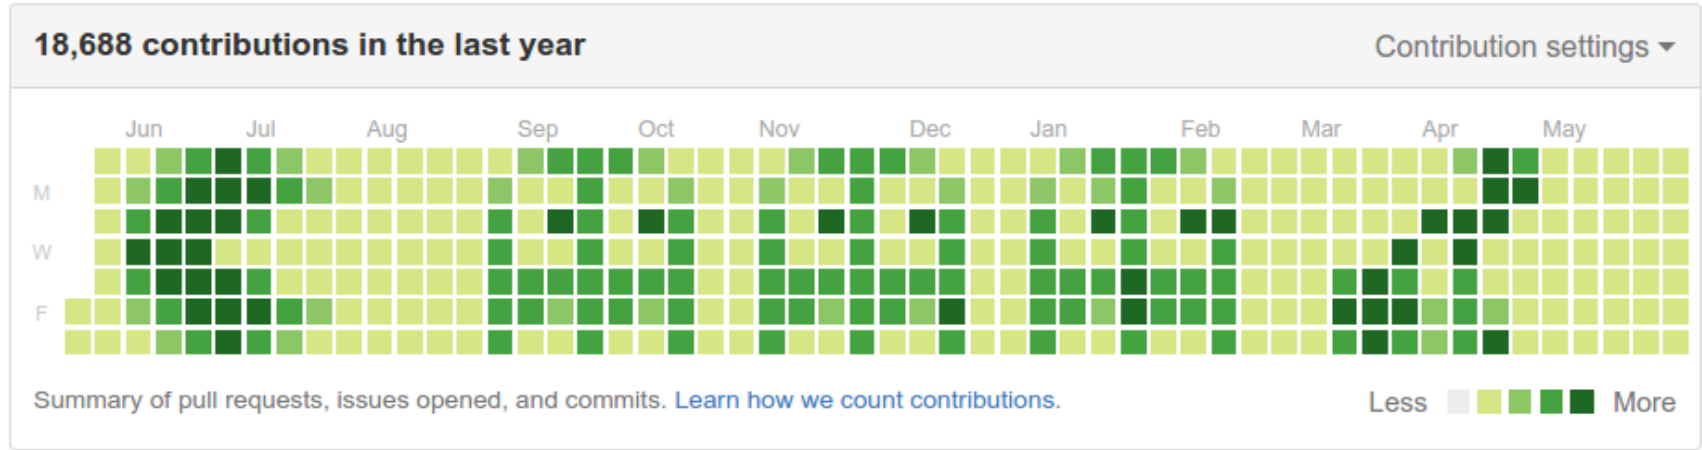 18,688 contributions in the last year
Contribution settings
Jun Jul Aug Sep Oct Nov Dec Jan Feb Mar Apr May
M
W
F
Summary of pull requests, issues opened, and commits. Learn how we count contributions.
Less More